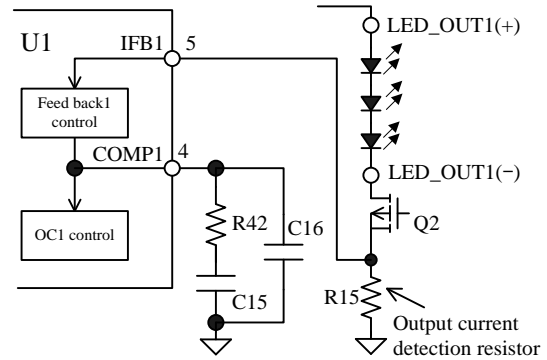 U1
IFB1
5
LED_OUT1(+)
Feed back1
control
COMP1
4
LED_OUT1(−)
OC1 control
R42
C16
Q2
C15
R15
Output current
detection resistor